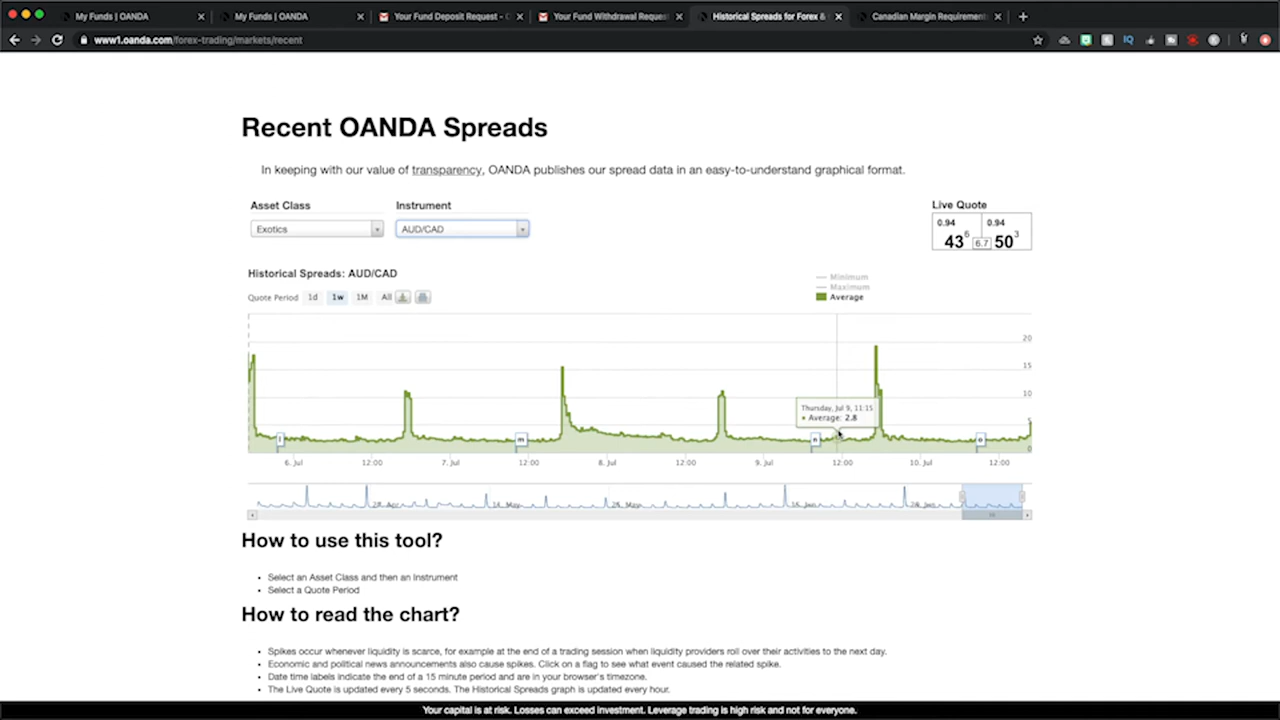 My Funds | OANDA
My Funds | OANDA
Your Fund Deposit Request - O
Your Fund Withdrawal Reques
Historical Spreads for Forex &
Canadian Margin Requirement
www1.oanda.com/forex-trading/markets/recent
Recent OANDA Spreads
In keeping with our value of transparency, OANDA publishes our spread data in an easy-to-understand graphical format.
Asset Class
Instrument
Live Quote
Exotics
AUD/CAD
0.94 0.94
43 6 6.7 50 3
Historical Spreads: AUD/CAD
Minimum
Maximum
Average
Quote Period 1d 1w 1M All
20
15
10
5
0
Thursday, Jul 9, 11:15
Average: 2.8
l m n o
6. Jul 12:00 7. Jul 12:00 8. Jul 12:00 9. Jul 12:00 10. Jul 12:00
How to use this tool?
• Select an Asset Class and then an Instrument
• Select a Quote Period
How to read the chart?
• Spikes occur whenever liquidity is scarce, for example at the end of a trading session when liquidity providers roll over their activities to the next day.
• Economic and political news announcements also cause spikes. Click on a flag to see what event caused the related spike.
• Date time labels indicate the end of a 15 minute period and are in your browser's timezone.
• The Live Quote is updated every 5 seconds. The Historical Spreads graph is updated every hour.
Your capital is at risk. Losses can exceed investment. Leverage trading is high risk and not for everyone.